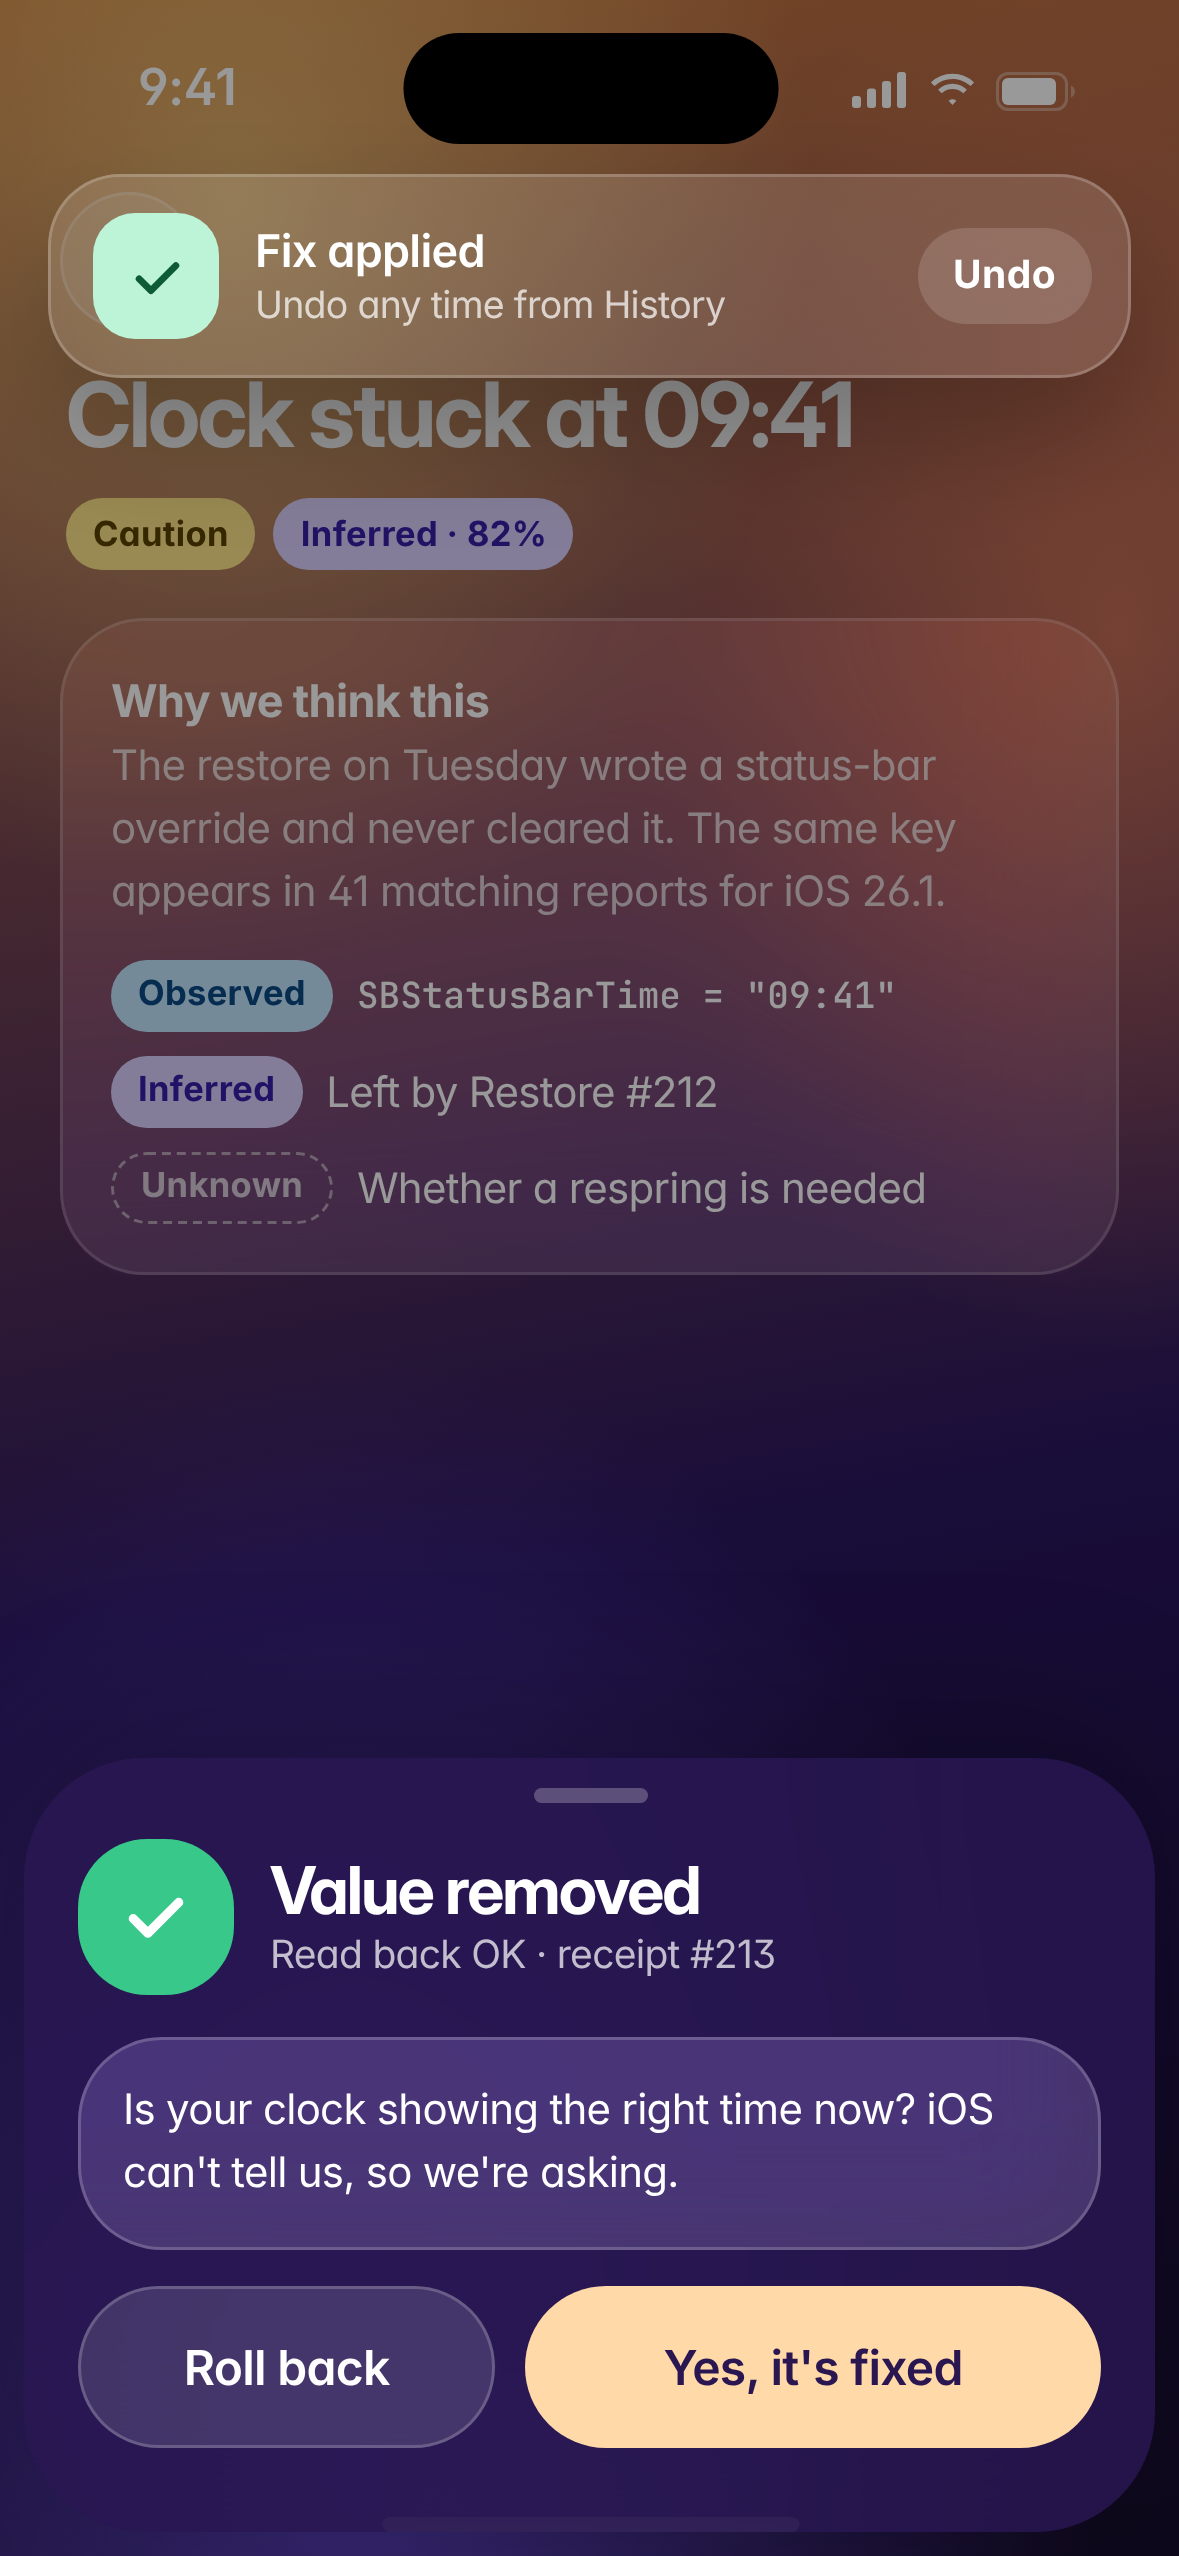 9:41
Fix applied
Undo any time from History
Undo
Clock stuck at 09:41
Caution
Inferred · 82%
Why we think this
The restore on Tuesday wrote a status-bar
override and never cleared it. The same key
appears in 41 matching reports for iOS 26.1.
Observed SBStatusBarTime = "09:41"
Inferred Left by Restore #212
Unknown Whether a respring is needed
Value removed
Read back OK · receipt #213
Is your clock showing the right time now? iOS
can't tell us, so we're asking.
Roll back
Yes, it's fixed